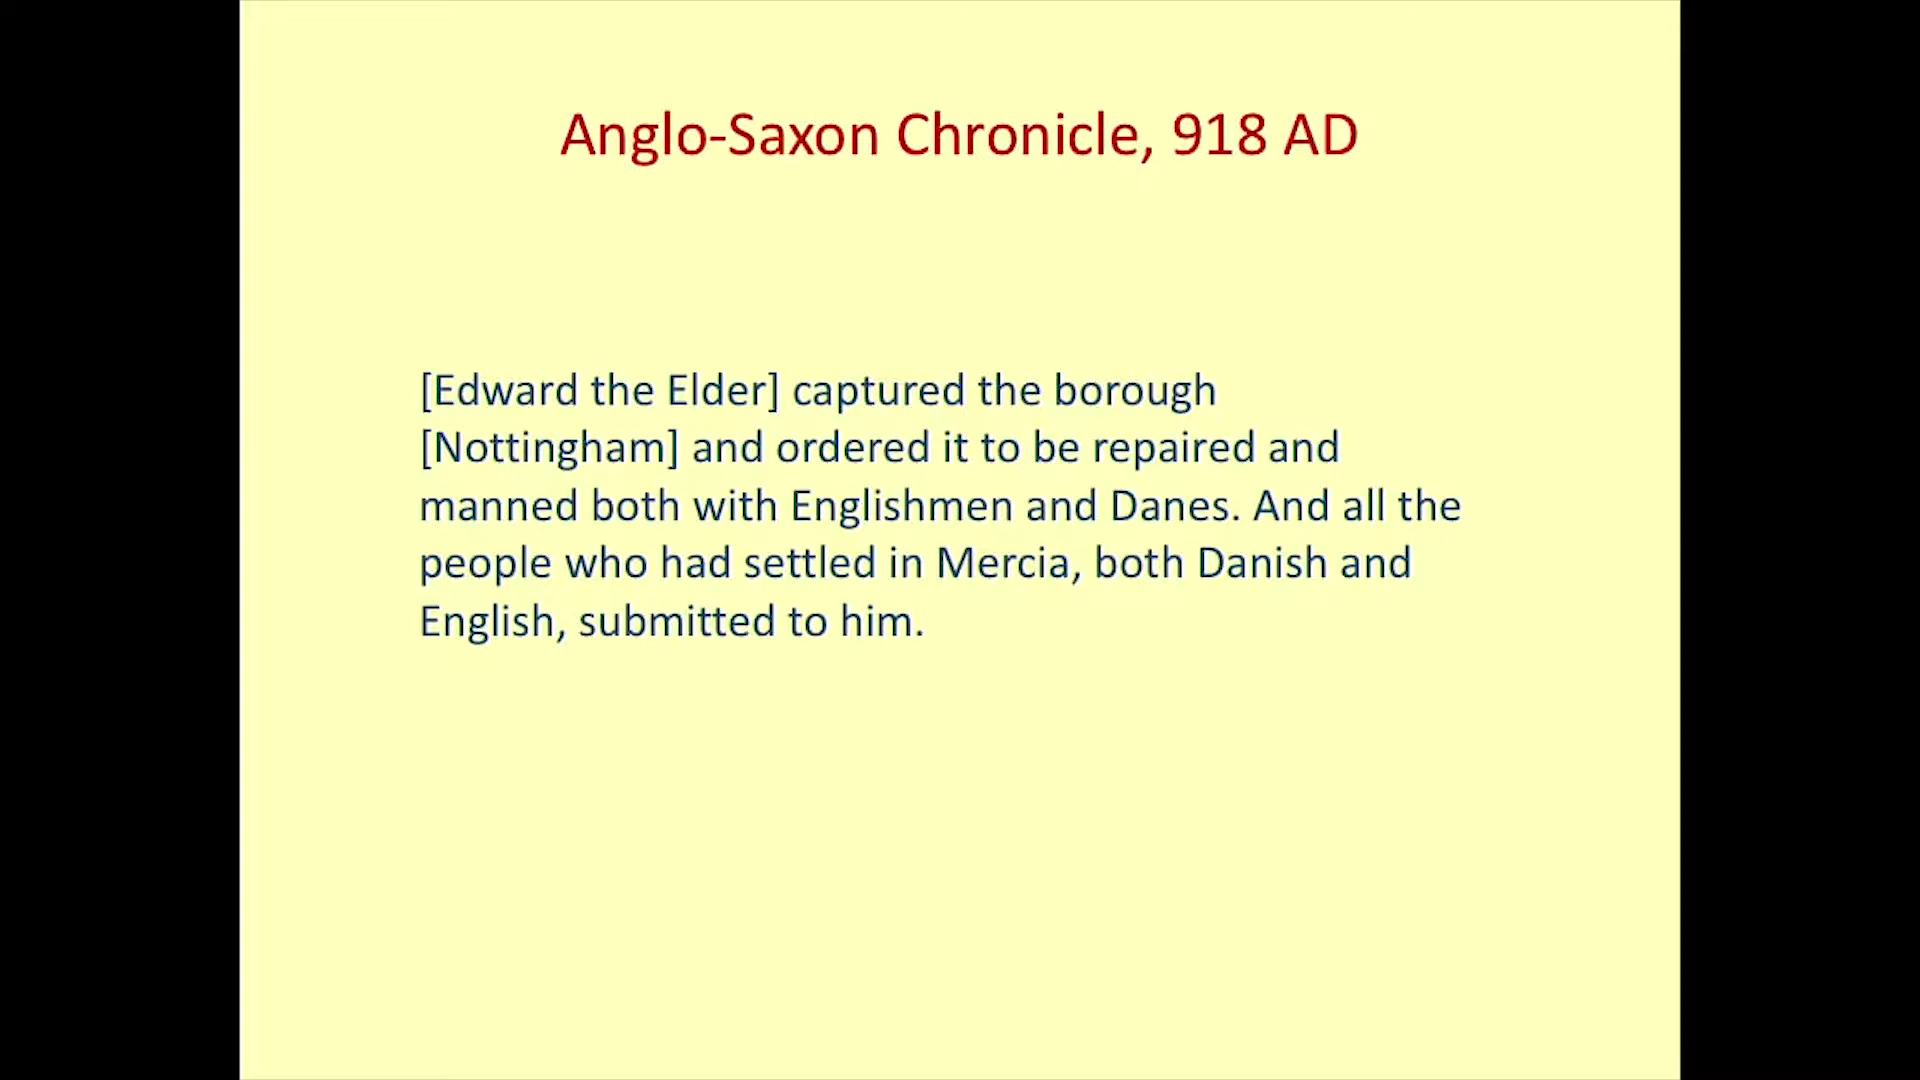 Anglo-Saxon Chronicle, 918 AD
[Edward the Elder] captured the borough
[Nottingham] and ordered it to be repaired and
manned both with Englishmen and Danes. And all the
people who had settled in Mercia, both Danish and
English, submitted to him.